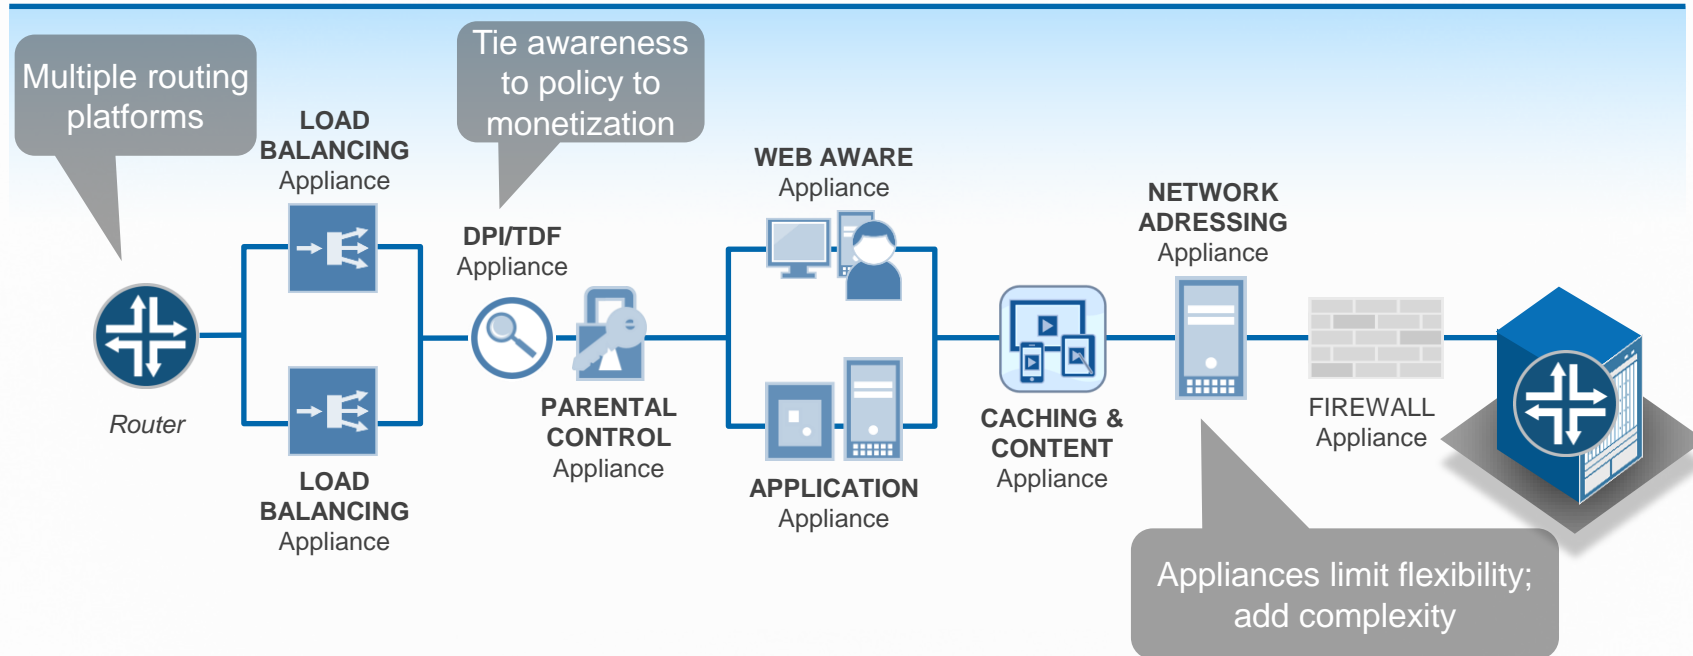 Multiple routing
platforms
Tie awareness
to policy to
monetization
LOAD
BALANCING
Appliance
DPI/TDF
Appliance
WEB AWARE
Appliance
NETWORK
ADRESSING
Appliance
Router
LOAD
BALANCING
Appliance
PARENTAL
CONTROL
Appliance
APPLICATION
Appliance
CACHING &
CONTENT
Appliance
FIREWALL
Appliance
Appliances limit flexibility;
add complexity